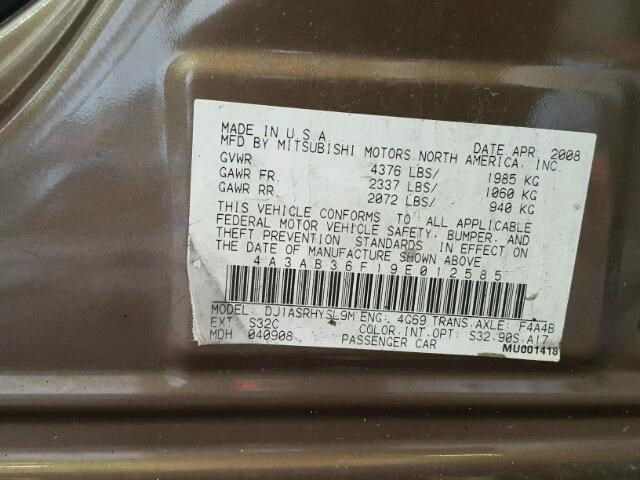 MADE IN U.S.A. DATE APR. 2008
MFD BY MITSUBISHI MOTORS NORTH AMERICA, INC.
GVWR 4376 LBS/ 1985 KG
GAWR FR. 2337 LBS/ 1060 KG
GAWR RR. 2072 LBS/ 940 KG
THIS VEHICLE CONFORMS TO ALL APPLICABLE
FEDERAL MOTOR VEHICLE SAFETY, BUMPER, AND
THEFT PREVENTION STANDARDS IN EFFECT ON
THE DATE OF MANUFACTURE SHOWN ABOVE
4A3AB36F19E012585
MODEL: DJ1ASRHYSL9M ENG: 4G69 TRANS.AXLE: F4A4B
EXT: S32C COLOR.INT.OPT: S32.90S.A17
MDH 040908 PASSENGER CAR
MU001418